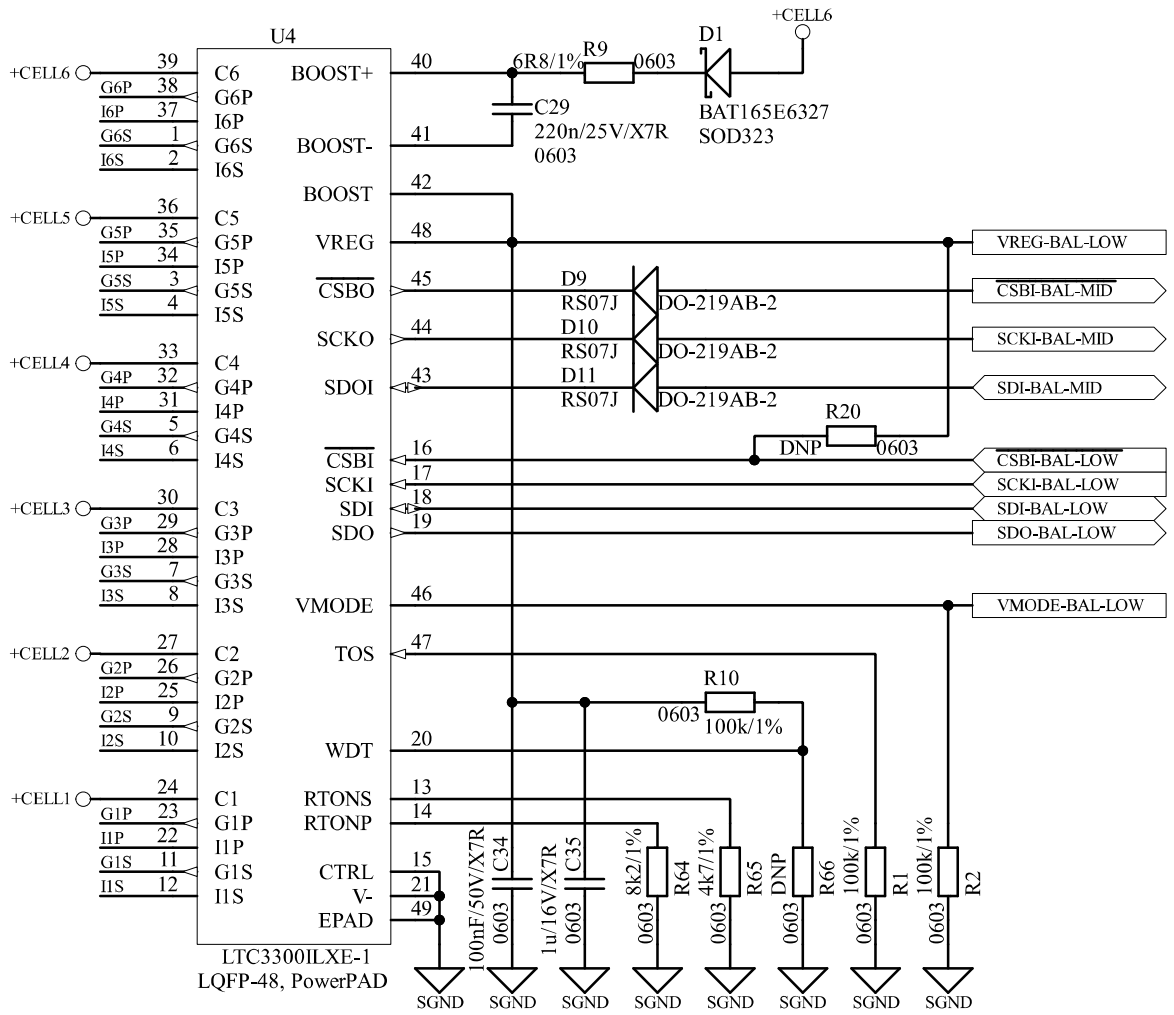 U4
+CELL6 39 C6
G6P 38 G6P
I6P 37 I6P
G6S 1 G6S
I6S 2 I6S
+CELL5 36 C5
G5P 35 G5P
I5P 34 I5P
G5S 3 G5S
I5S 4 I5S
+CELL4 33 C4
G4P 32 G4P
I4P 31 I4P
G4S 5 G4S
I4S 6 I4S
+CELL3 30 C3
G3P 29 G3P
I3P 28 I3P
G3S 7 G3S
I3S 8 I3S
+CELL2 27 C2
G2P 26 G2P
I2P 25 I2P
G2S 9 G2S
I2S 10 I2S
+CELL1 24 C1
G1P 23 G1P
I1P 22 I1P
G1S 11 G1S
I1S 12 I1S
BOOST+ 40
BOOST- 41
BOOST 42
VREG 48
CSBO 45
SCKO 44
SDOI 43
CSBI 16
SCKI 17
SDI 18
SDO 19
VMODE 46
TOS 47
WDT 20
RTONS 13
RTONP 14
CTRL 15
V- 21
EPAD 49
LTC3300ILXE-1
LQFP-48, PowerPAD
R9
6R8/1% 0603
D1
+CELL6
BAT165E6327
SOD323
C29
220n/25V/X7R
0603
VREG-BAL-LOW
D9
RS07J DO-219AB-2
CSBI-BAL-MID
D10
RS07J DO-219AB-2
SCKI-BAL-MID
D11
RS07J DO-219AB-2
SDI-BAL-MID
R20
DNP 0603
CSBI-BAL-LOW
SCKI-BAL-LOW
SDI-BAL-LOW
SDO-BAL-LOW
VMODE-BAL-LOW
R10
0603 100k/1%
100nF/50V/X7R
0603 C34
1u/16V/X7R
0603 C35
8k2/1%
0603 R64
4k7/1%
0603 R65
DNP
0603 R66
100k/1%
0603 R1
100k/1%
0603 R2
SGND
SGND
SGND
SGND
SGND
SGND
SGND
SGND